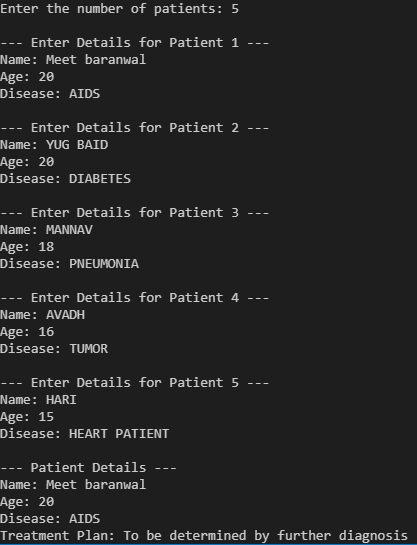 Enter the number of patients: 5
--- Enter Details for Patient 1 ---
Name: Meet baranwal
Age: 20
Disease: AIDS
--- Enter Details for Patient 2 ---
Name: YUG BAID
Age: 20
Disease: DIABETES
--- Enter Details for Patient 3 ---
Name: MANNAV
Age: 18
Disease: PNEUMONIA
--- Enter Details for Patient 4 ---
Name: AVADH
Age: 16
Disease: TUMOR
--- Enter Details for Patient 5 ---
Name: HARI
Age: 15
Disease: HEART PATIENT
--- Patient Details ---
Name: Meet baranwal
Age: 20
Disease: AIDS
Treatment Plan: To be determined by further diagnosis